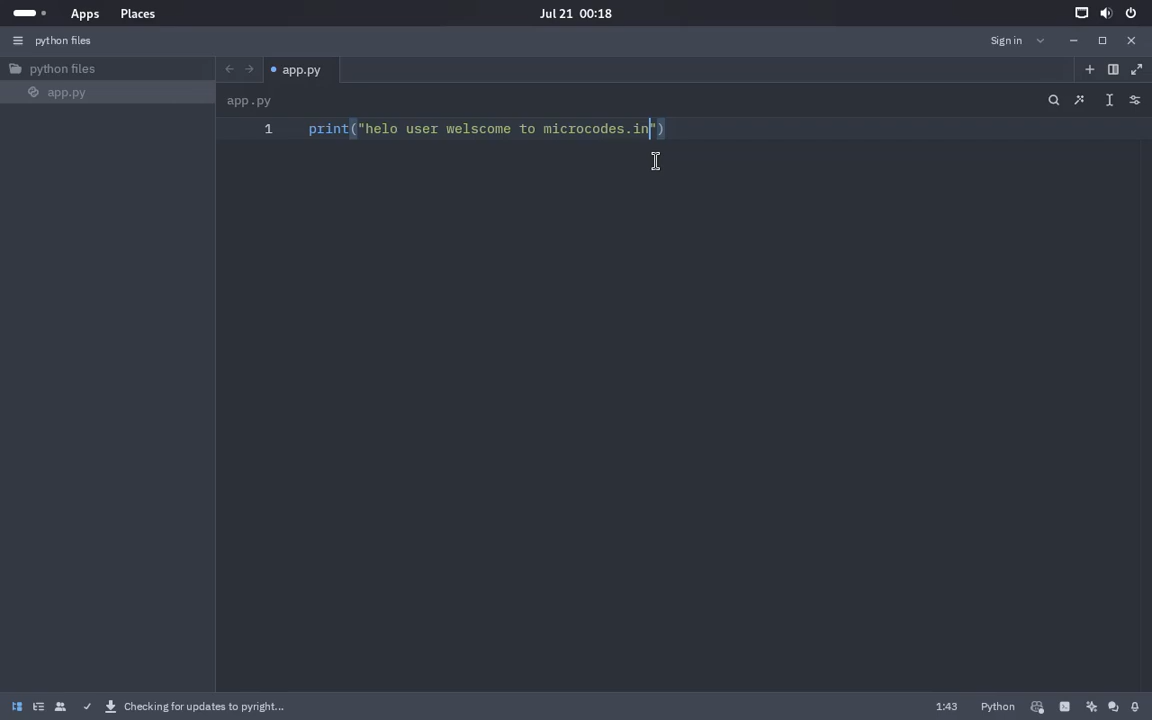 Apps Places Jul 21 00:18
python files Sign in
python files
app.py
app.py
app.py
1 print("helo user welscome to microcodes.in")
Checking for updates to pyright... 1:43 Python